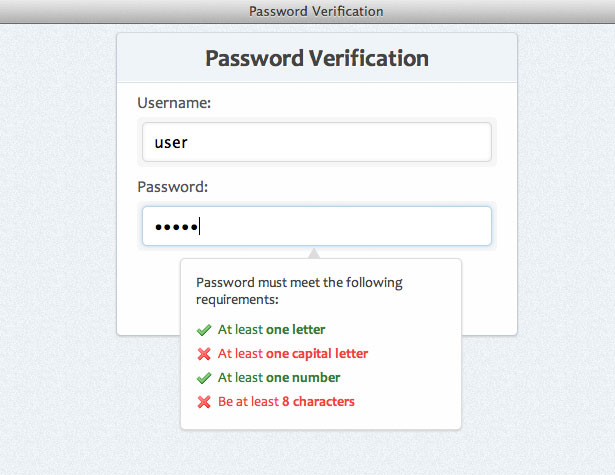 Password Verification
Password Verification
Username:
user
Password:
•••••
Password must meet the following
requirements:
At least one letter
At least one capital letter
At least one number
Be at least 8 characters